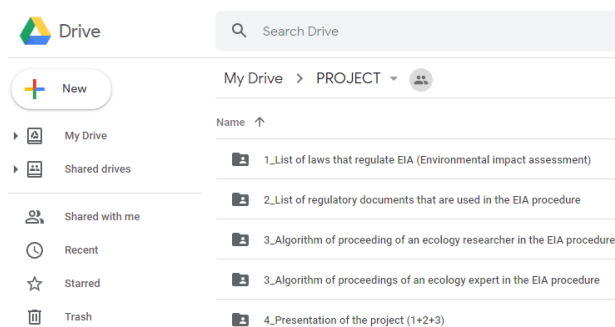 Drive
Search Drive
New
My Drive > PROJECT
Name
My Drive
Shared drives
Shared with me
Recent
Starred
Trash
1_List of laws that regulate EIA (Environmental impact assessment)
2_List of regulatory documents that are used in the EIA procedure
3_Algorithm of proceeding of an ecology researcher in the EIA procedure
3_Algorithm of proceedings of an ecology expert in the EIA procedure
4_Presentation of the project (1+2+3)